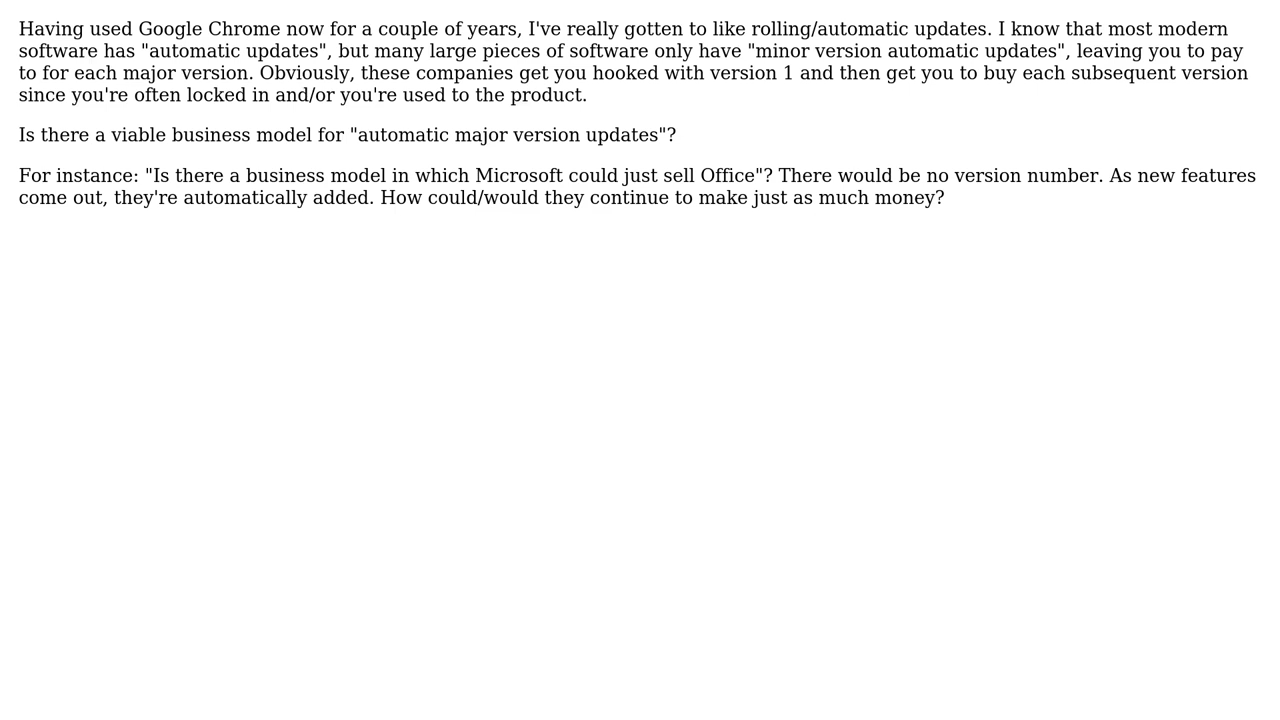 Having used Google Chrome now for a couple of years, I've really gotten to like rolling/automatic updates. I know that most modern
software has "automatic updates", but many large pieces of software only have "minor version automatic updates", leaving you to pay
to for each major version. Obviously, these companies get you hooked with version 1 and then get you to buy each subsequent version
since you're often locked in and/or you're used to the product.
Is there a viable business model for "automatic major version updates"?
For instance: "Is there a business model in which Microsoft could just sell Office"? There would be no version number. As new features
come out, they're automatically added. How could/would they continue to make just as much money?